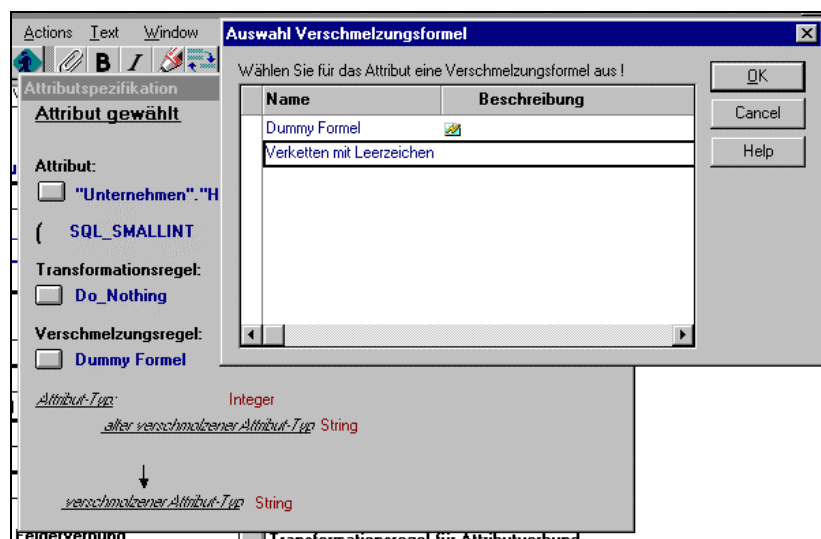 Actions Text Window
B I
Attributspezifikation
Attribut gewählt
Attribut:
"Unternehmen"."H
( SQL_SMALLINT
Transformationsregel:
Do_Nothing
Verschmelzungsregel:
Dummy Formel
Attribut-Typ: Integer
alter verschmolzener Attribut-Typ String
verschmolzener Attribut-Typ String
Auswahl Verschmelzungsformel
Wählen Sie für das Attribut eine Verschmelzungsformel aus !
Name Beschreibung
Dummy Formel
Verketten mit Leerzeichen
OK
Cancel
Help
Transformationsregel für Attributverbund